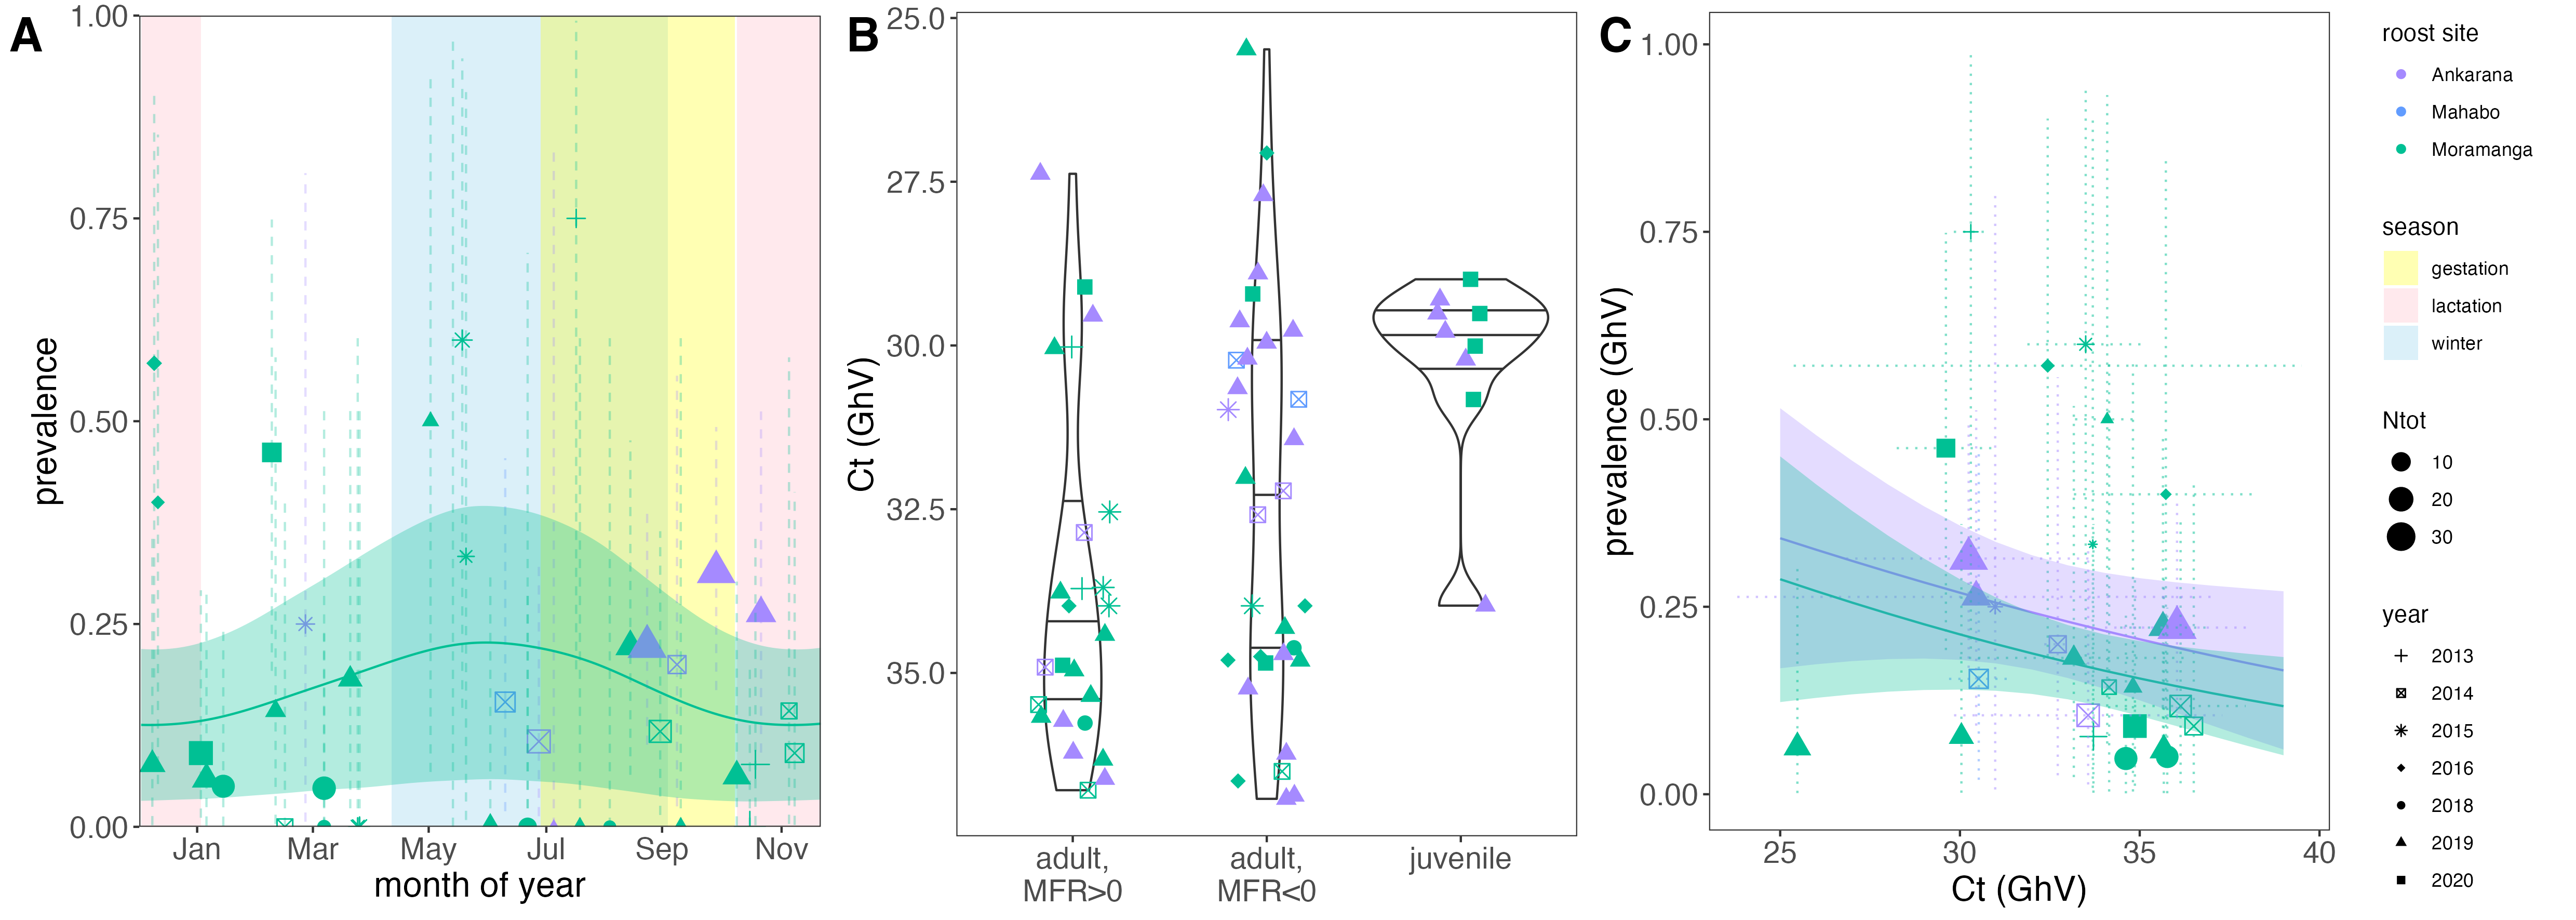 A
prevalence
1.00
0.75
0.50
0.25
0.00
Jan
Mar
May
Jul
Sep
Nov
month of year
B
Ct (GhV)
25.0
27.5
30.0
32.5
35.0
adult,
MFR>0
adult,
MFR<0
juvenile
C
prevalence (GhV)
1.00
0.75
0.50
0.25
0.00
25
30
35
40
Ct (GhV)
roost site
Ankarana
Mahabo
Moramanga
season
gestation
lactation
winter
Ntot
10
20
30
year
2013
2014
2015
2016
2018
2019
2020